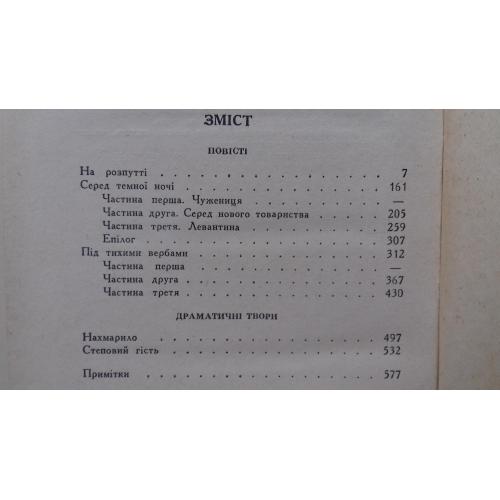 ЗМІСТ
ПОВІСТІ
На розпутті . . . . . . . . . . . . . . . . 7
Серед темної ночі . . . . . . . . . . . . . . 161
Частина перша. Чужениця . . . . . . . . . —
Частина друга. Серед нового товариства . . . . . 205
Частина третя. Левантина . . . . . . . . . 259
Епілог . . . . . . . . . . . . . . . 307
Під тихими вербами . . . . . . . . . . . . . 312
Частина перша . . . . . . . . . . . . —
Частина друга . . . . . . . . . . . . 367
Частина третя . . . . . . . . . . . . 430
ДРАМАТИЧНІ ТВОРИ
Нахмарило . . . . . . . . . . . . . . . . 497
Степовий гість . . . . . . . . . . . . . . . 532
Примітки . . . . . . . . . . . . . . . . 577